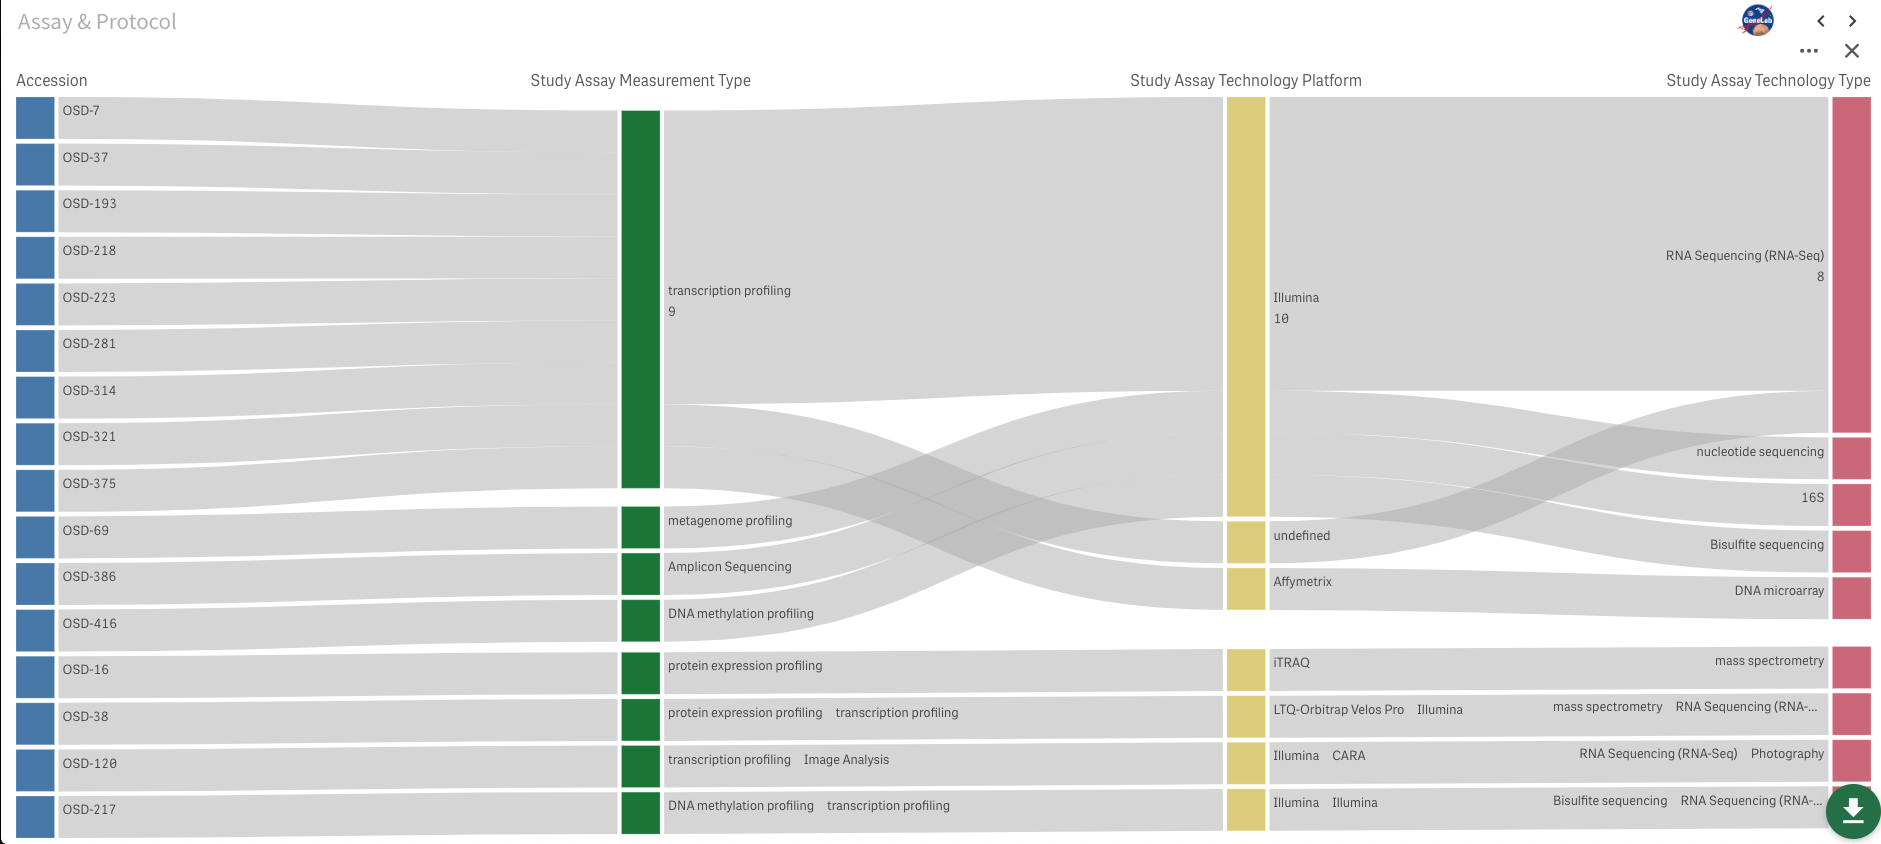 Assay & Protocol
GeneLab
Accession
Study Assay Measurement Type
Study Assay Technology Platform
Study Assay Technology Type
OSD-7
OSD-37
OSD-193
OSD-218
OSD-223
OSD-281
OSD-314
OSD-321
OSD-375
OSD-69
OSD-386
OSD-416
OSD-16
OSD-38
OSD-120
OSD-217
transcription profiling
9
metagenome profiling
Amplicon Sequencing
DNA methylation profiling
protein expression profiling
protein expression profiling transcription profiling
transcription profiling Image Analysis
DNA methylation profiling transcription profiling
Illumina
10
undefined
Affymetrix
iTRAQ
LTQ-Orbitrap Velos Pro Illumina
Illumina CARA
Illumina Illumina
RNA Sequencing (RNA-Seq)
8
nucleotide sequencing
16S
Bisulfite sequencing
DNA microarray
mass spectrometry
mass spectrometry RNA Sequencing (RNA-...
RNA Sequencing (RNA-Seq) Photography
Bisulfite sequencing RNA Sequencing (RNA-...